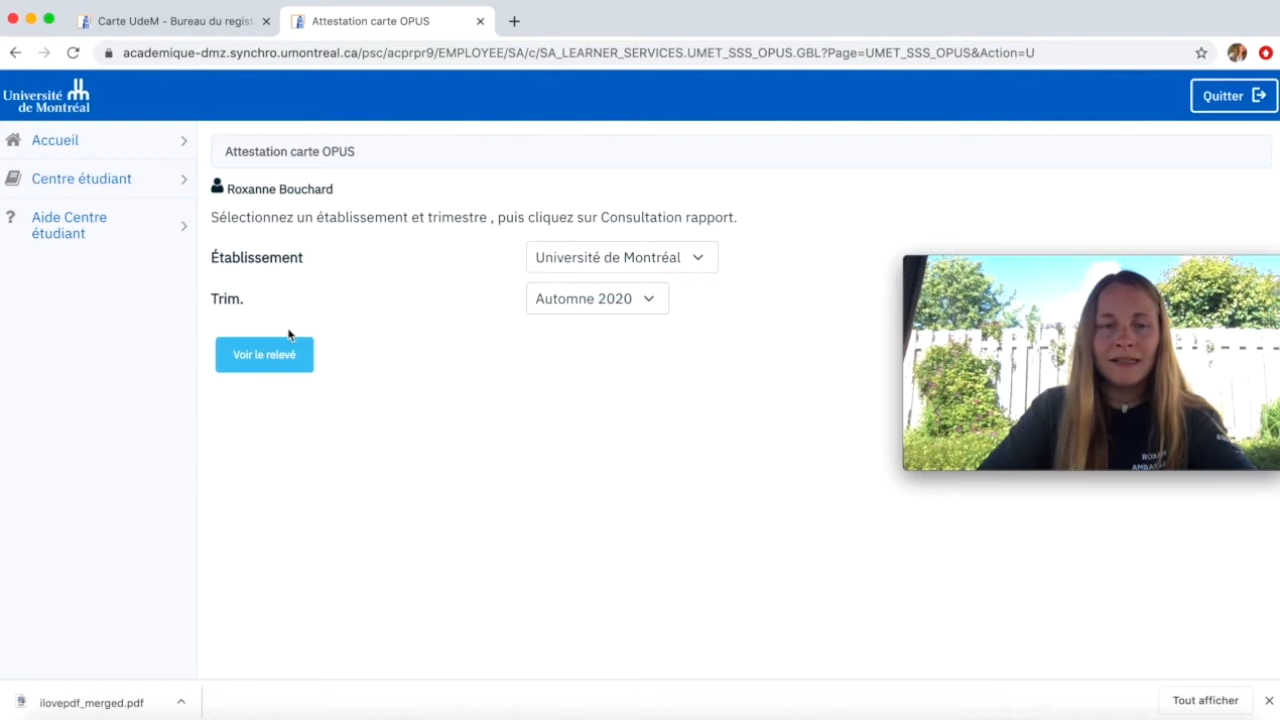 Carte UdeM - Bureau du regist
Attestation carte OPUS
academique-dmz.synchro.umontreal.ca/psc/acprpr9/EMPLOYEE/SA/c/SA_LEARNER_SERVICES.UMET_SSS_OPUS.GBL?Page=UMET_SSS_OPUS&Action=U
Université
de Montréal
Quitter
Accueil
Centre étudiant
Aide Centre
étudiant
Attestation carte OPUS
Roxanne Bouchard
Sélectionnez un établissement et trimestre , puis cliquez sur Consultation rapport.
Établissement
Université de Montréal
Trim.
Automne 2020
Voir le relevé
ilovepdf_merged.pdf
Tout afficher